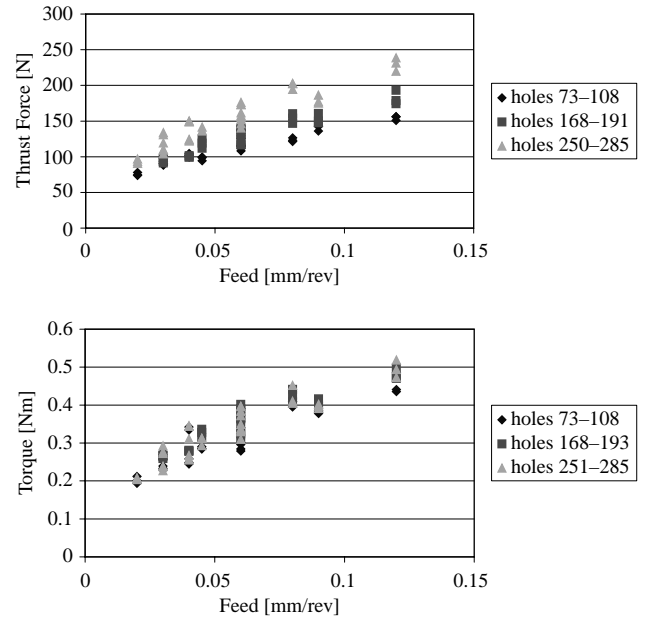 300
250
200
150
100
50
0
Thrust Force [N]
0
0.05
0.1
0.15
Feed [mm/rev]
holes 73–108
holes 168–191
holes 250–285
0.6
0.5
0.4
0.3
0.2
0.1
0
Torque [Nm]
0
0.05
0.1
0.15
Feed [mm/rev]
holes 73–108
holes 168–193
holes 251–285